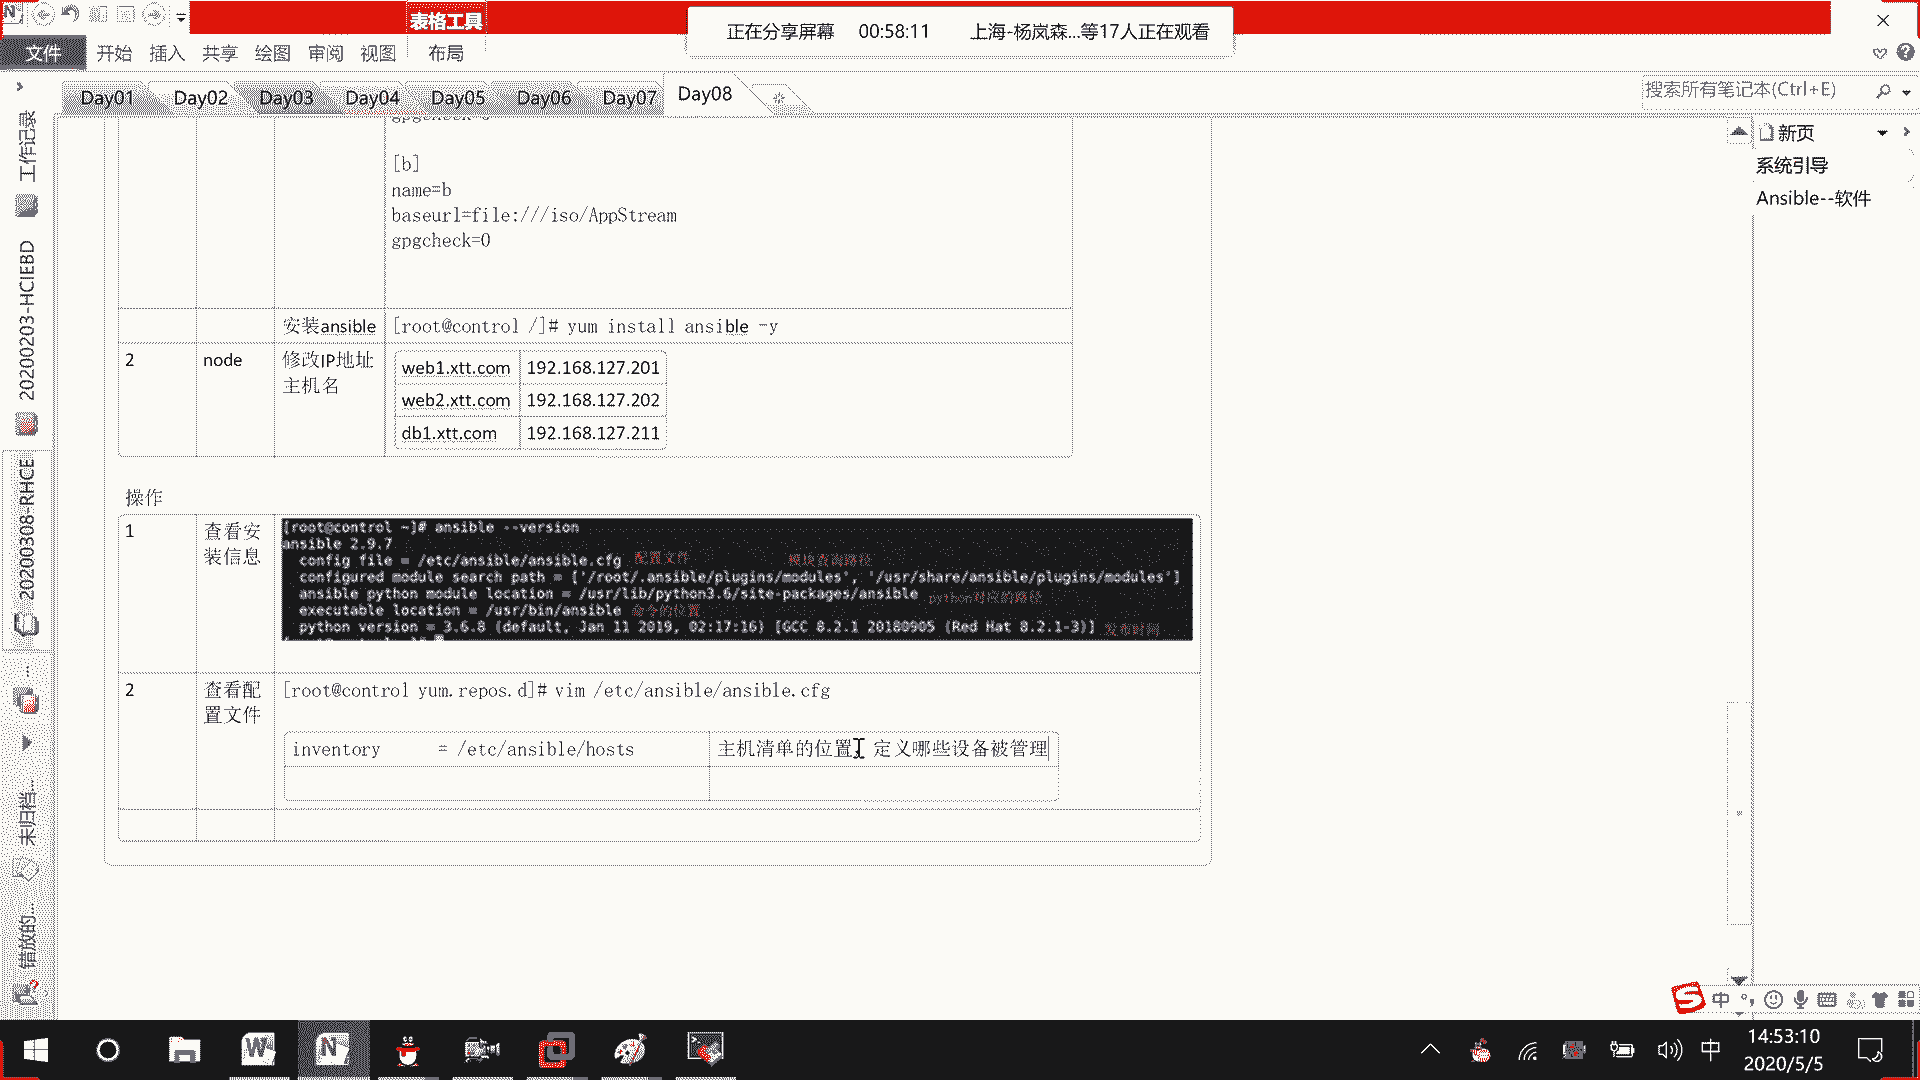 表格工具
正在分享屏幕 00:58:11 上海-杨岚森...等17人正在观看
文件 开始 插入 共享 绘图 审阅 视图 布局
Day01 Day02 Day03 Day04 Day05 Day06 Day07 Day08
搜索所有笔记本(Ctrl+E)
工作记录
20200203-HCIEBD
20200308-RHCE
未归档...
错放的...
新页
系统引导
Ansible--软件
gpgcheck=0
[b]
name=b
baseurl=file:///iso/AppStream
gpgcheck=0
安装ansible [root@control /]# yum install ansible -y
2 node 修改IP地址
主机名
web1.xtt.com 192.168.127.201
web2.xtt.com 192.168.127.202
db1.xtt.com 192.168.127.211
操作
1 查看安
装信息
[root@control ~]# ansible --version
ansible 2.9.7
config file = /etc/ansible/ansible.cfg 配置文件 模块查询路径
configured module search path = ['/root/.ansible/plugins/modules', '/usr/share/ansible/plugins/modules']
ansible python module location = /usr/lib/python3.6/site-packages/ansible python对应的路径
executable location = /usr/bin/ansible 命令的位置
python version = 3.6.8 (default, Jan 11 2019, 02:17:16) [GCC 8.2.1 20180905 (Red Hat 8.2.1-3)] 发布时间
2 查看配
置文件
[root@control yum.repos.d]# vim /etc/ansible/ansible.cfg
inventory = /etc/ansible/hosts 主机清单的位置 定义哪些设备被管理
中
中 14:53:10
2020/5/5